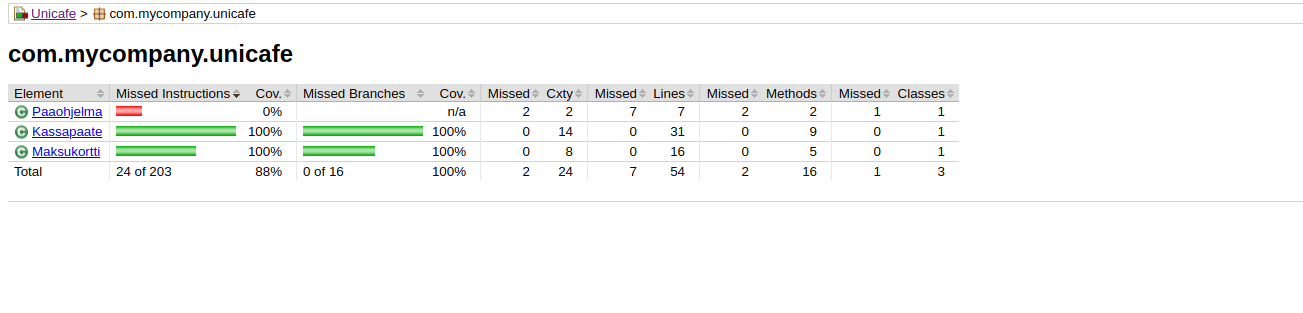 Unicafe > com.mycompany.unicafe
com.mycompany.unicafe
Element Missed Instructions Cov. Missed Branches Cov. Missed Cxty Missed Lines Missed Methods Missed Classes
Paaohjelma 0% n/a 2 2 7 7 2 2 1 1
Kassapaate 100% 100% 0 14 0 31 0 9 0 1
Maksukortti 100% 100% 0 8 0 16 0 5 0 1
Total 24 of 203 88% 0 of 16 100% 2 24 7 54 2 16 1 3